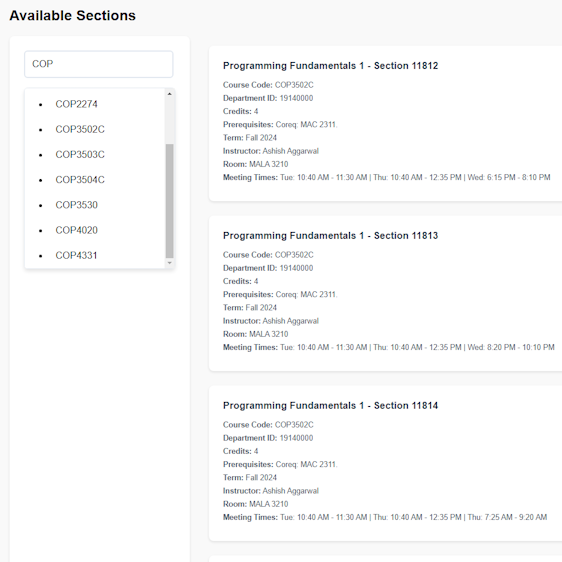 Available Sections
COP
COP2274
COP3502C
COP3503C
COP3504C
COP3530
COP4020
COP4331
Programming Fundamentals 1 - Section 11812
Course Code: COP3502C
Department ID: 19140000
Credits: 4
Prerequisites: Coreq: MAC 2311.
Term: Fall 2024
Instructor: Ashish Aggarwal
Room: MALA 3210
Meeting Times: Tue: 10:40 AM - 11:30 AM | Thu: 10:40 AM - 12:35 PM | Wed: 6:15 PM - 8:10 PM
Programming Fundamentals 1 - Section 11813
Course Code: COP3502C
Department ID: 19140000
Credits: 4
Prerequisites: Coreq: MAC 2311.
Term: Fall 2024
Instructor: Ashish Aggarwal
Room: MALA 3210
Meeting Times: Tue: 10:40 AM - 11:30 AM | Thu: 10:40 AM - 12:35 PM | Wed: 8:20 PM - 10:10 PM
Programming Fundamentals 1 - Section 11814
Course Code: COP3502C
Department ID: 19140000
Credits: 4
Prerequisites: Coreq: MAC 2311.
Term: Fall 2024
Instructor: Ashish Aggarwal
Room: MALA 3210
Meeting Times: Tue: 10:40 AM - 11:30 AM | Thu: 10:40 AM - 12:35 PM | Thu: 7:25 AM - 9:20 AM